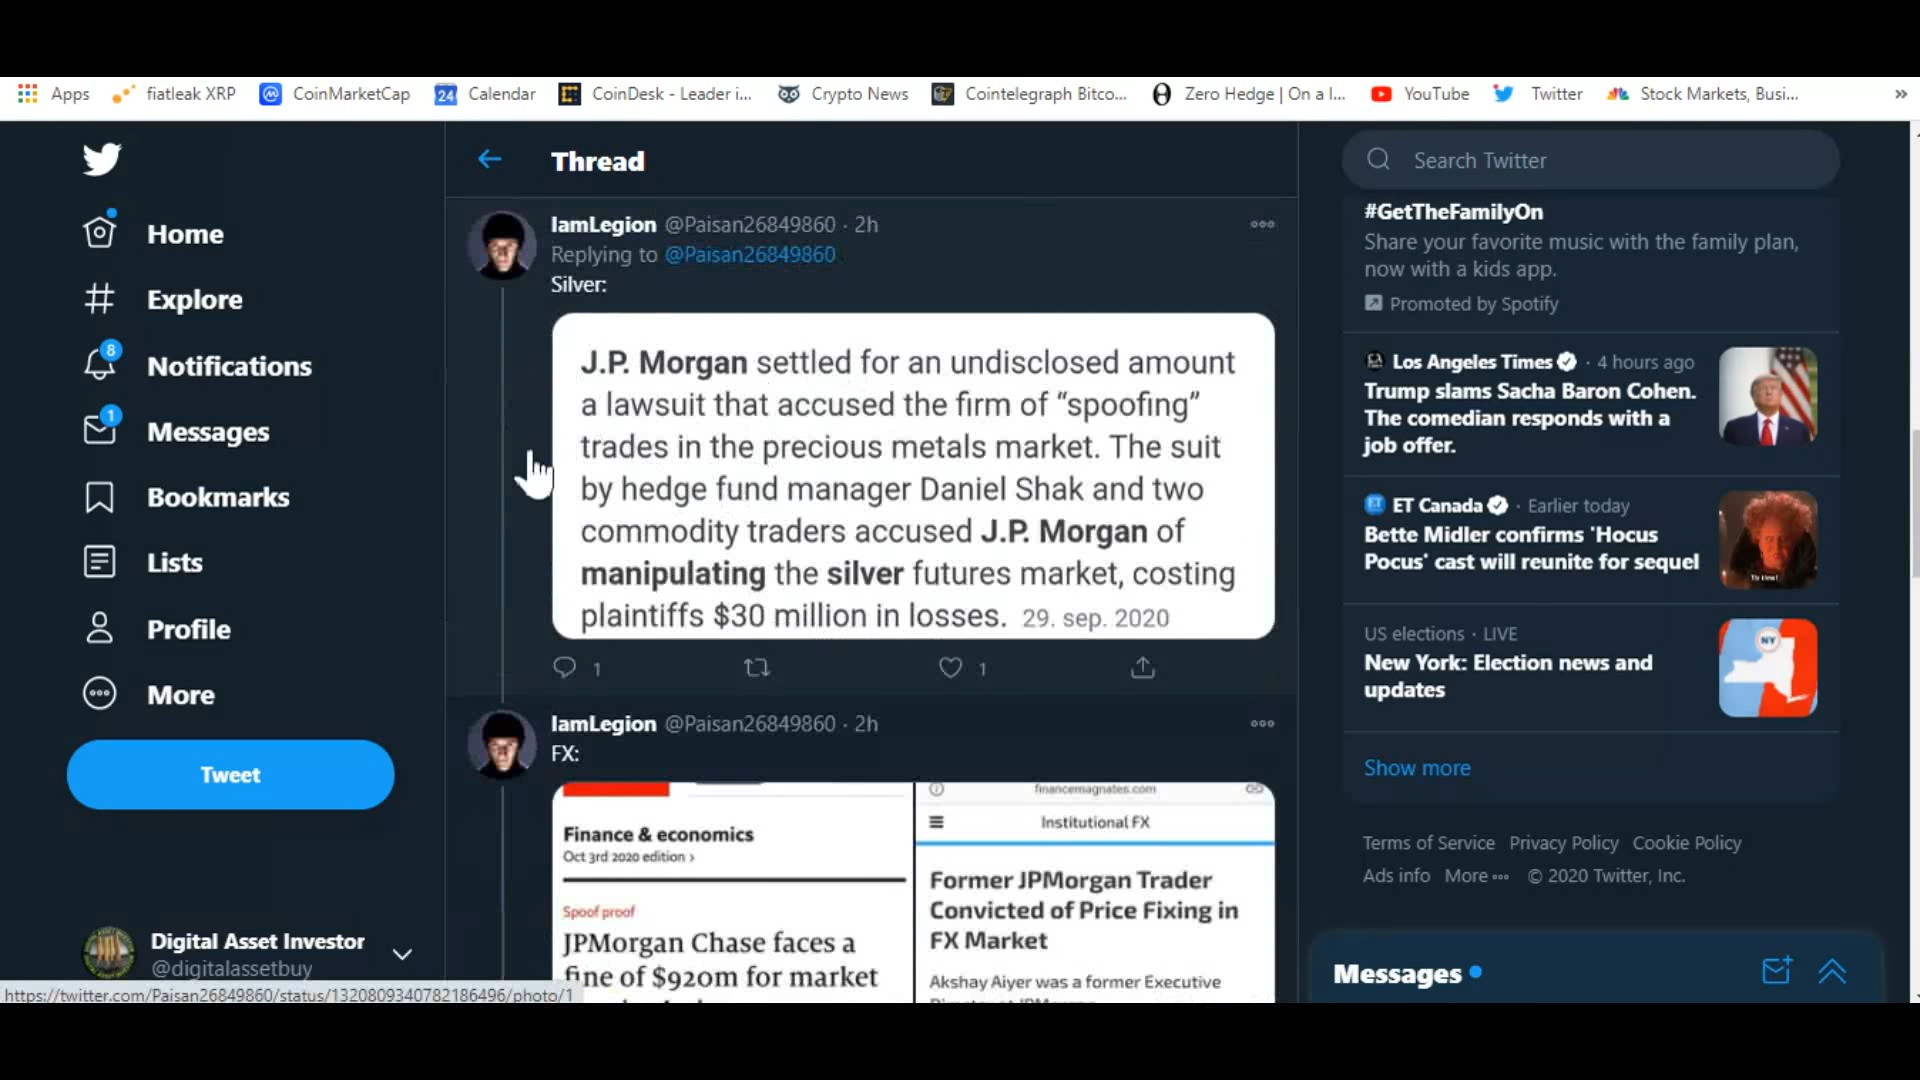 Apps fiatleak XRP CoinMarketCap 24 Calendar CoinDesk - Leader i... Crypto News Cointelegraph Bitco... Zero Hedge | On a l... YouTube Twitter Stock Markets, Busi... »
Home
Explore
8
Notifications
1
Messages
Bookmarks
Lists
Profile
More
Tweet
Digital Asset Investor
@digitalassetbuy
https://twitter.com/Paisan26849860/status/1320809340782186496/photo/1
Thread
IamLegion @Paisan26849860 · 2h
Replying to @Paisan26849860
Silver:
J.P. Morgan settled for an undisclosed amount
a lawsuit that accused the firm of “spoofing”
trades in the precious metals market. The suit
by hedge fund manager Daniel Shak and two
commodity traders accused J.P. Morgan of
manipulating the silver futures market, costing
plaintiffs $30 million in losses. 29. sep. 2020
1 1
IamLegion @Paisan26849860 · 2h
FX:
Finance & economics
Oct 3rd 2020 edition >
Spoof proof
JPMorgan Chase faces a
fine of $920m for market
financemagnates.com
Institutional FX
Former JPMorgan Trader
Convicted of Price Fixing in
FX Market
Akshay Aiyer was a former Executive
Search Twitter
#GetTheFamilyOn
Share your favorite music with the family plan,
now with a kids app.
Promoted by Spotify
Los Angeles Times · 4 hours ago
Trump slams Sacha Baron Cohen.
The comedian responds with a
job offer.
ET Canada · Earlier today
Bette Midler confirms 'Hocus
Pocus' cast will reunite for sequel
US elections · LIVE
New York: Election news and
updates
NY
Show more
Terms of Service Privacy Policy Cookie Policy
Ads info More © 2020 Twitter, Inc.
Messages